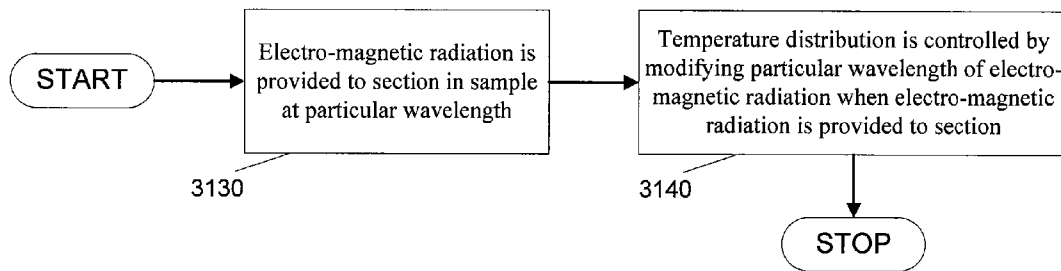 START
Electro-magnetic radiation is
provided to section in sample
at particular wavelength
3130
Temperature distribution is controlled by
modifying particular wavelength of electro-
magnetic radiation when electro-magnetic
radiation is provided to section
3140
STOP